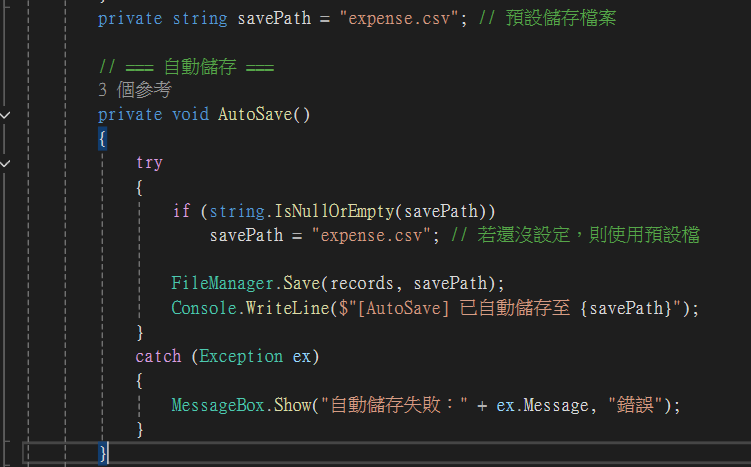 private string savePath = "expense.csv"; // 預設儲存檔案
// === 自動儲存 ===
3 個參考
private void AutoSave()
{
try
{
if (string.IsNullOrEmpty(savePath))
savePath = "expense.csv"; // 若還沒設定，則使用預設檔
FileManager.Save(records, savePath);
Console.WriteLine($"[AutoSave] 已自動儲存至 {savePath}");
}
catch (Exception ex)
{
MessageBox.Show("自動儲存失敗：" + ex.Message, "錯誤");
}
}